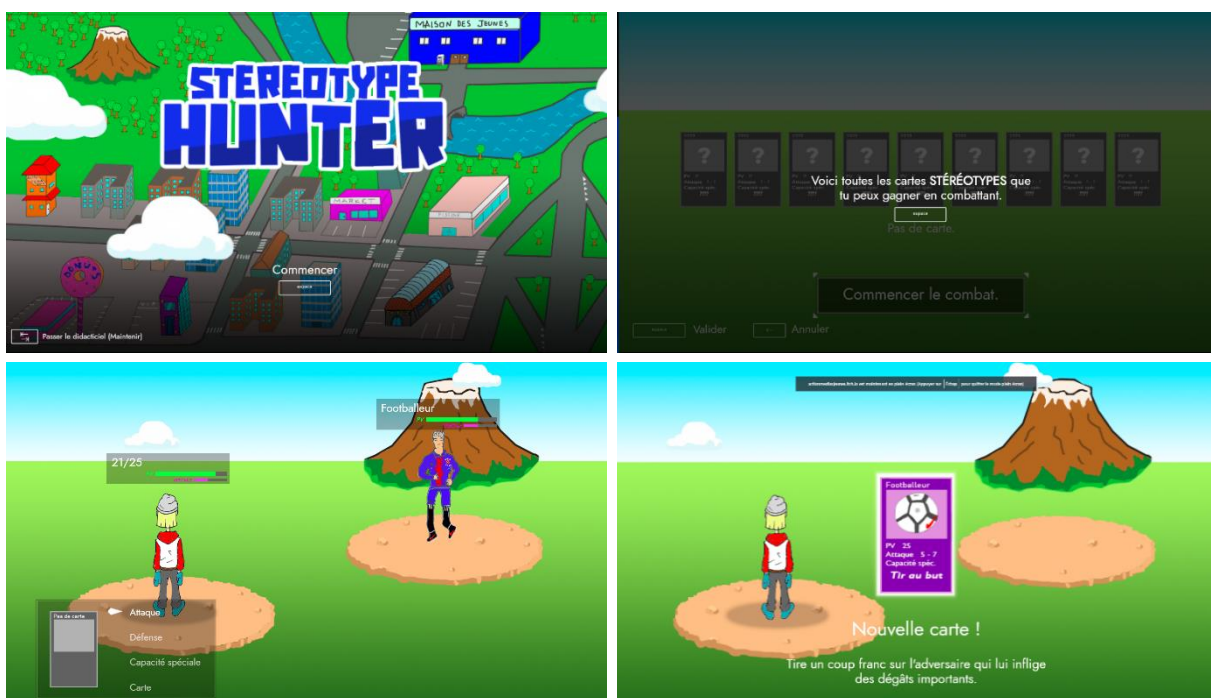 MAISON DES JEUNES
STEREOTYPE
HUNTER
MARKET
DONUTS
Commencer
espace
Passer le didacticiel (Maintenir)
? ? ? ? ? ? ? ? ?
Voici toutes les cartes STÉRÉOTYPES que
tu peux gagner en combattant.
espace
Pas de carte.
Commencer le combat.
Valider
Annuler
Footballeur
21/25
Pas de carte
Attaque
Défense
Capacité spéciale
Carte
Footballeur
PV 25
Attaque 5 - 7
Capacité spéc.
Tir au but
Nouvelle carte !
Tire un coup franc sur l'adversaire qui lui inflige
des dégâts importants.